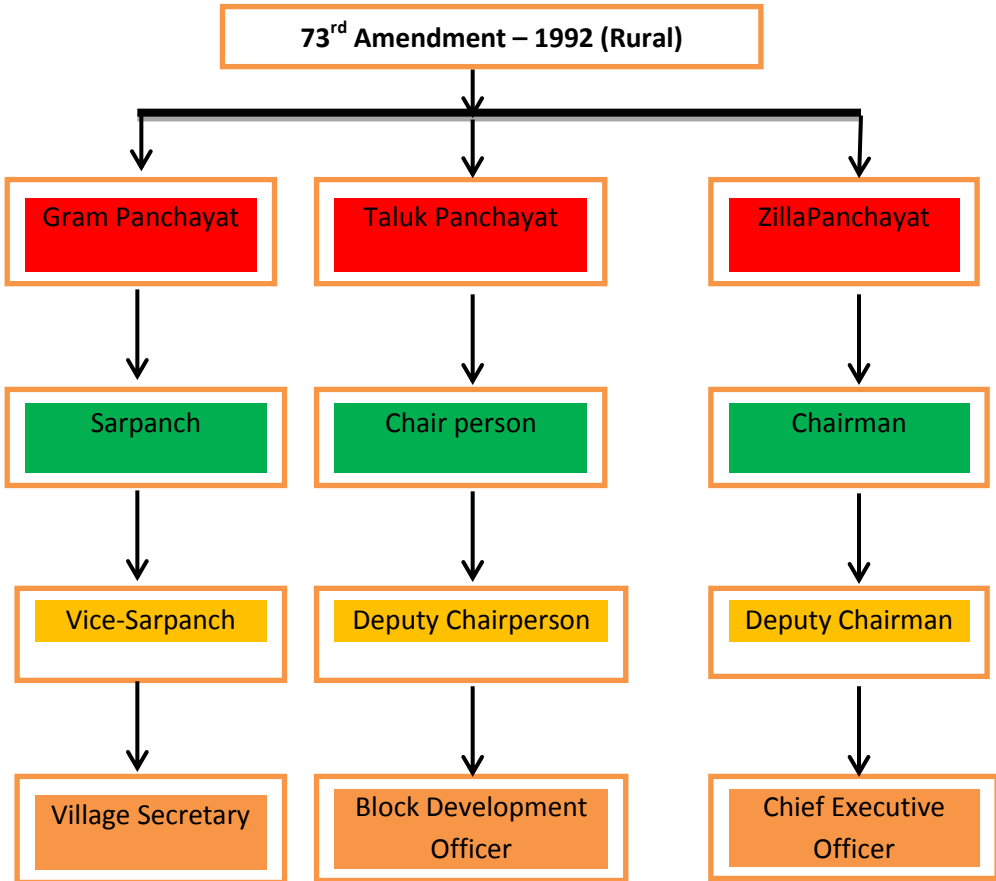 73rd Amendment – 1992 (Rural)
Gram Panchayat
Taluk Panchayat
ZillaPanchayat
Sarpanch
Chair person
Chairman
Vice-Sarpanch
Deputy Chairperson
Deputy Chairman
Village Secretary
Block Development
Officer
Chief Executive
Officer